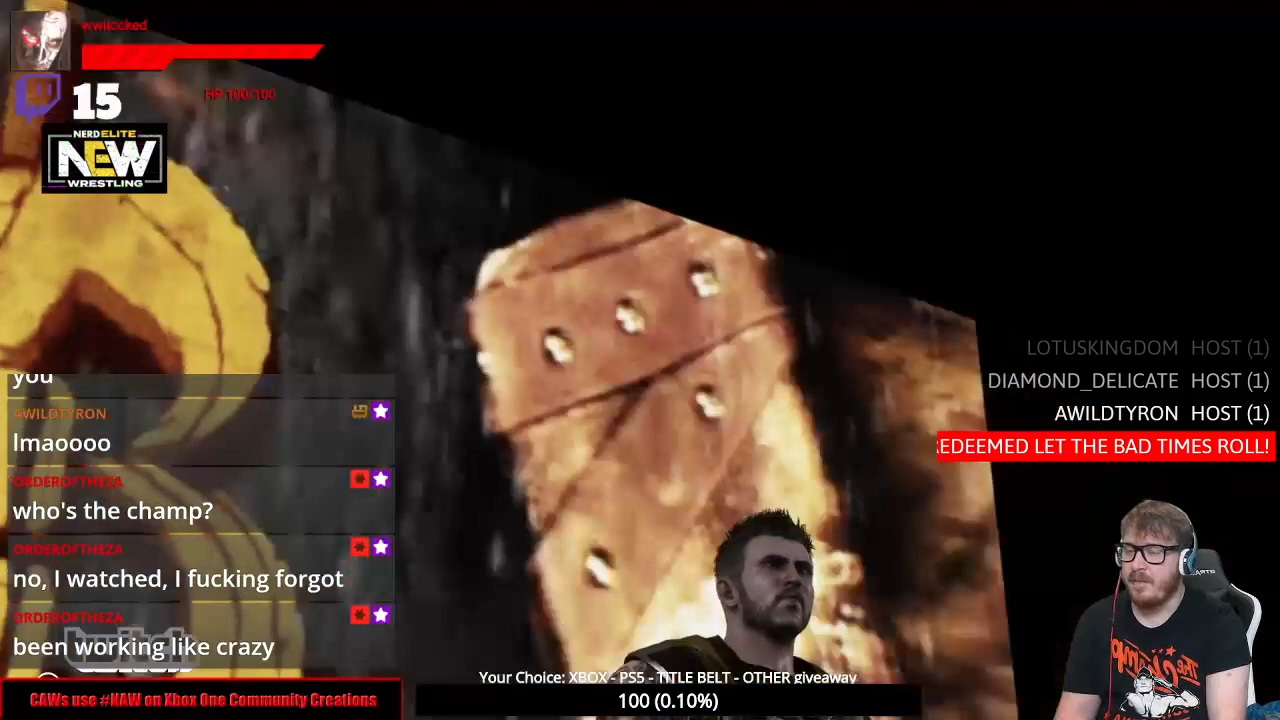 wwiiccked
15
HP 100/100
NERD ELITE
NEW
WRESTLING
LOTUSKINGDOM HOST (1)
DIAMOND_DELICATE HOST (1)
AWILDTYRON HOST (1)
EDEEMED LET THE BAD TIMES ROLL!
you
AWILDTYRON
lmaoooo
ORDEROFTHEZA
who's the champ?
ORDEROFTHEZA
no, I watched, I fucking forgot
ORDEROFTHEZA
been working like crazy
twitch
CAWs use #NAW on Xbox One Community Creations
Your Choice: XBOX - PS5 - TITLE BELT - OTHER giveaway
100 (0.10%)